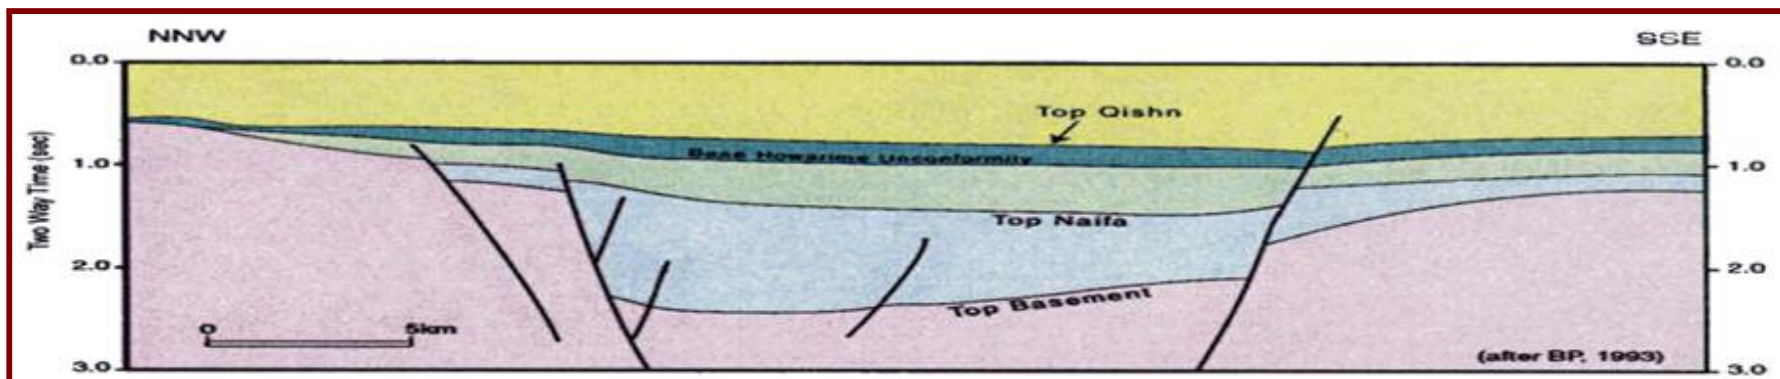 NNW
SSE
0.0
0.0
Top Qishn
1.0
Base Howarime Unconformity
1.0
Two Way Time (sec)
Top Naifa
2.0
2.0
Top Basement
0 5km
(after BP, 1993)
3.0
3.0